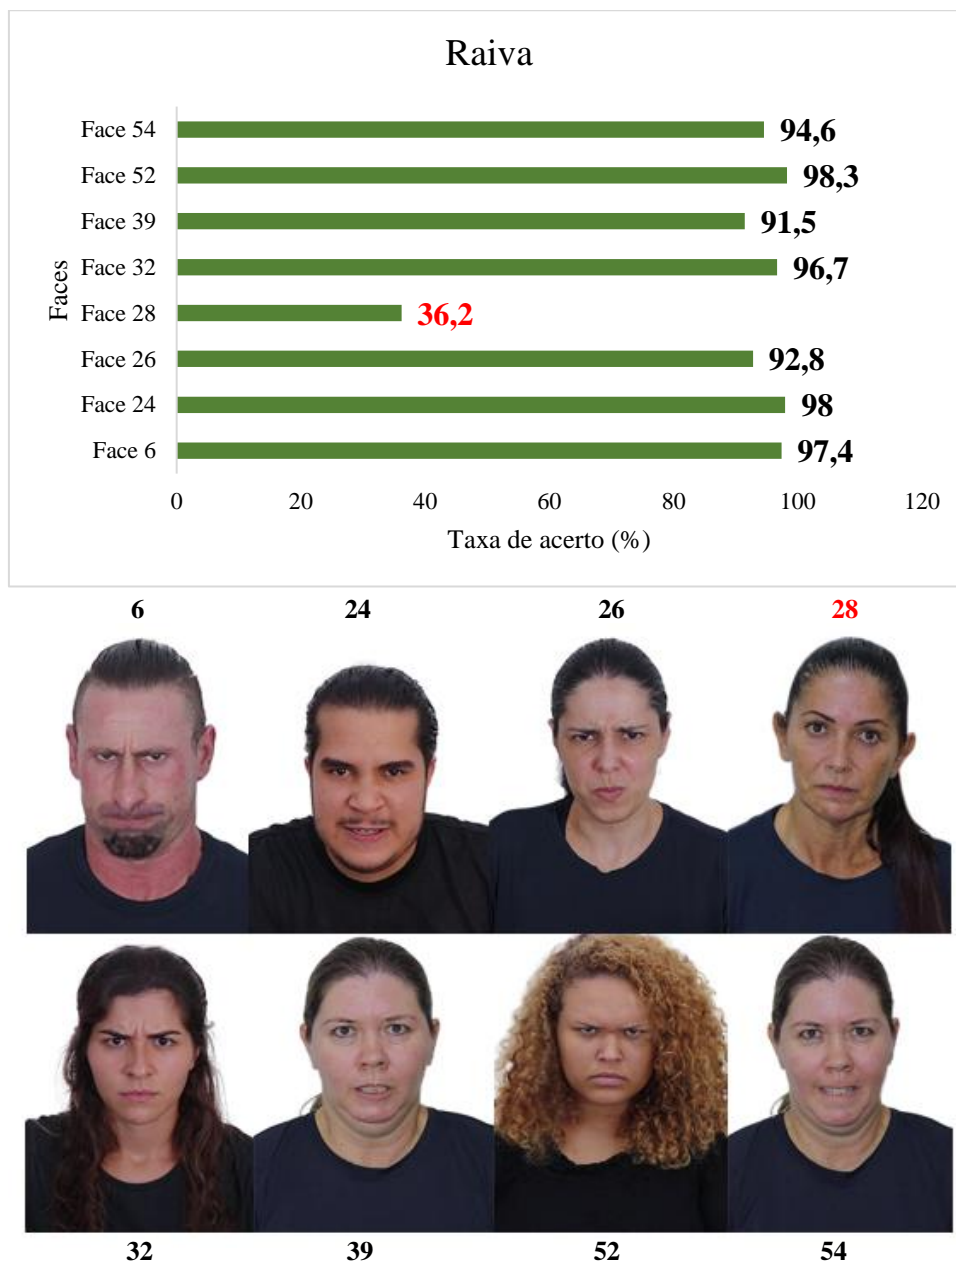 Raiva
Face 54 94,6
Face 52 98,3
Face 39 91,5
Face 32 96,7
Face 28 36,2
Face 26 92,8
Face 24 98
Face 6 97,4
Faces
0 20 40 60 80 100 120
Taxa de acerto (%)
6 24 26 28
32 39 52 54